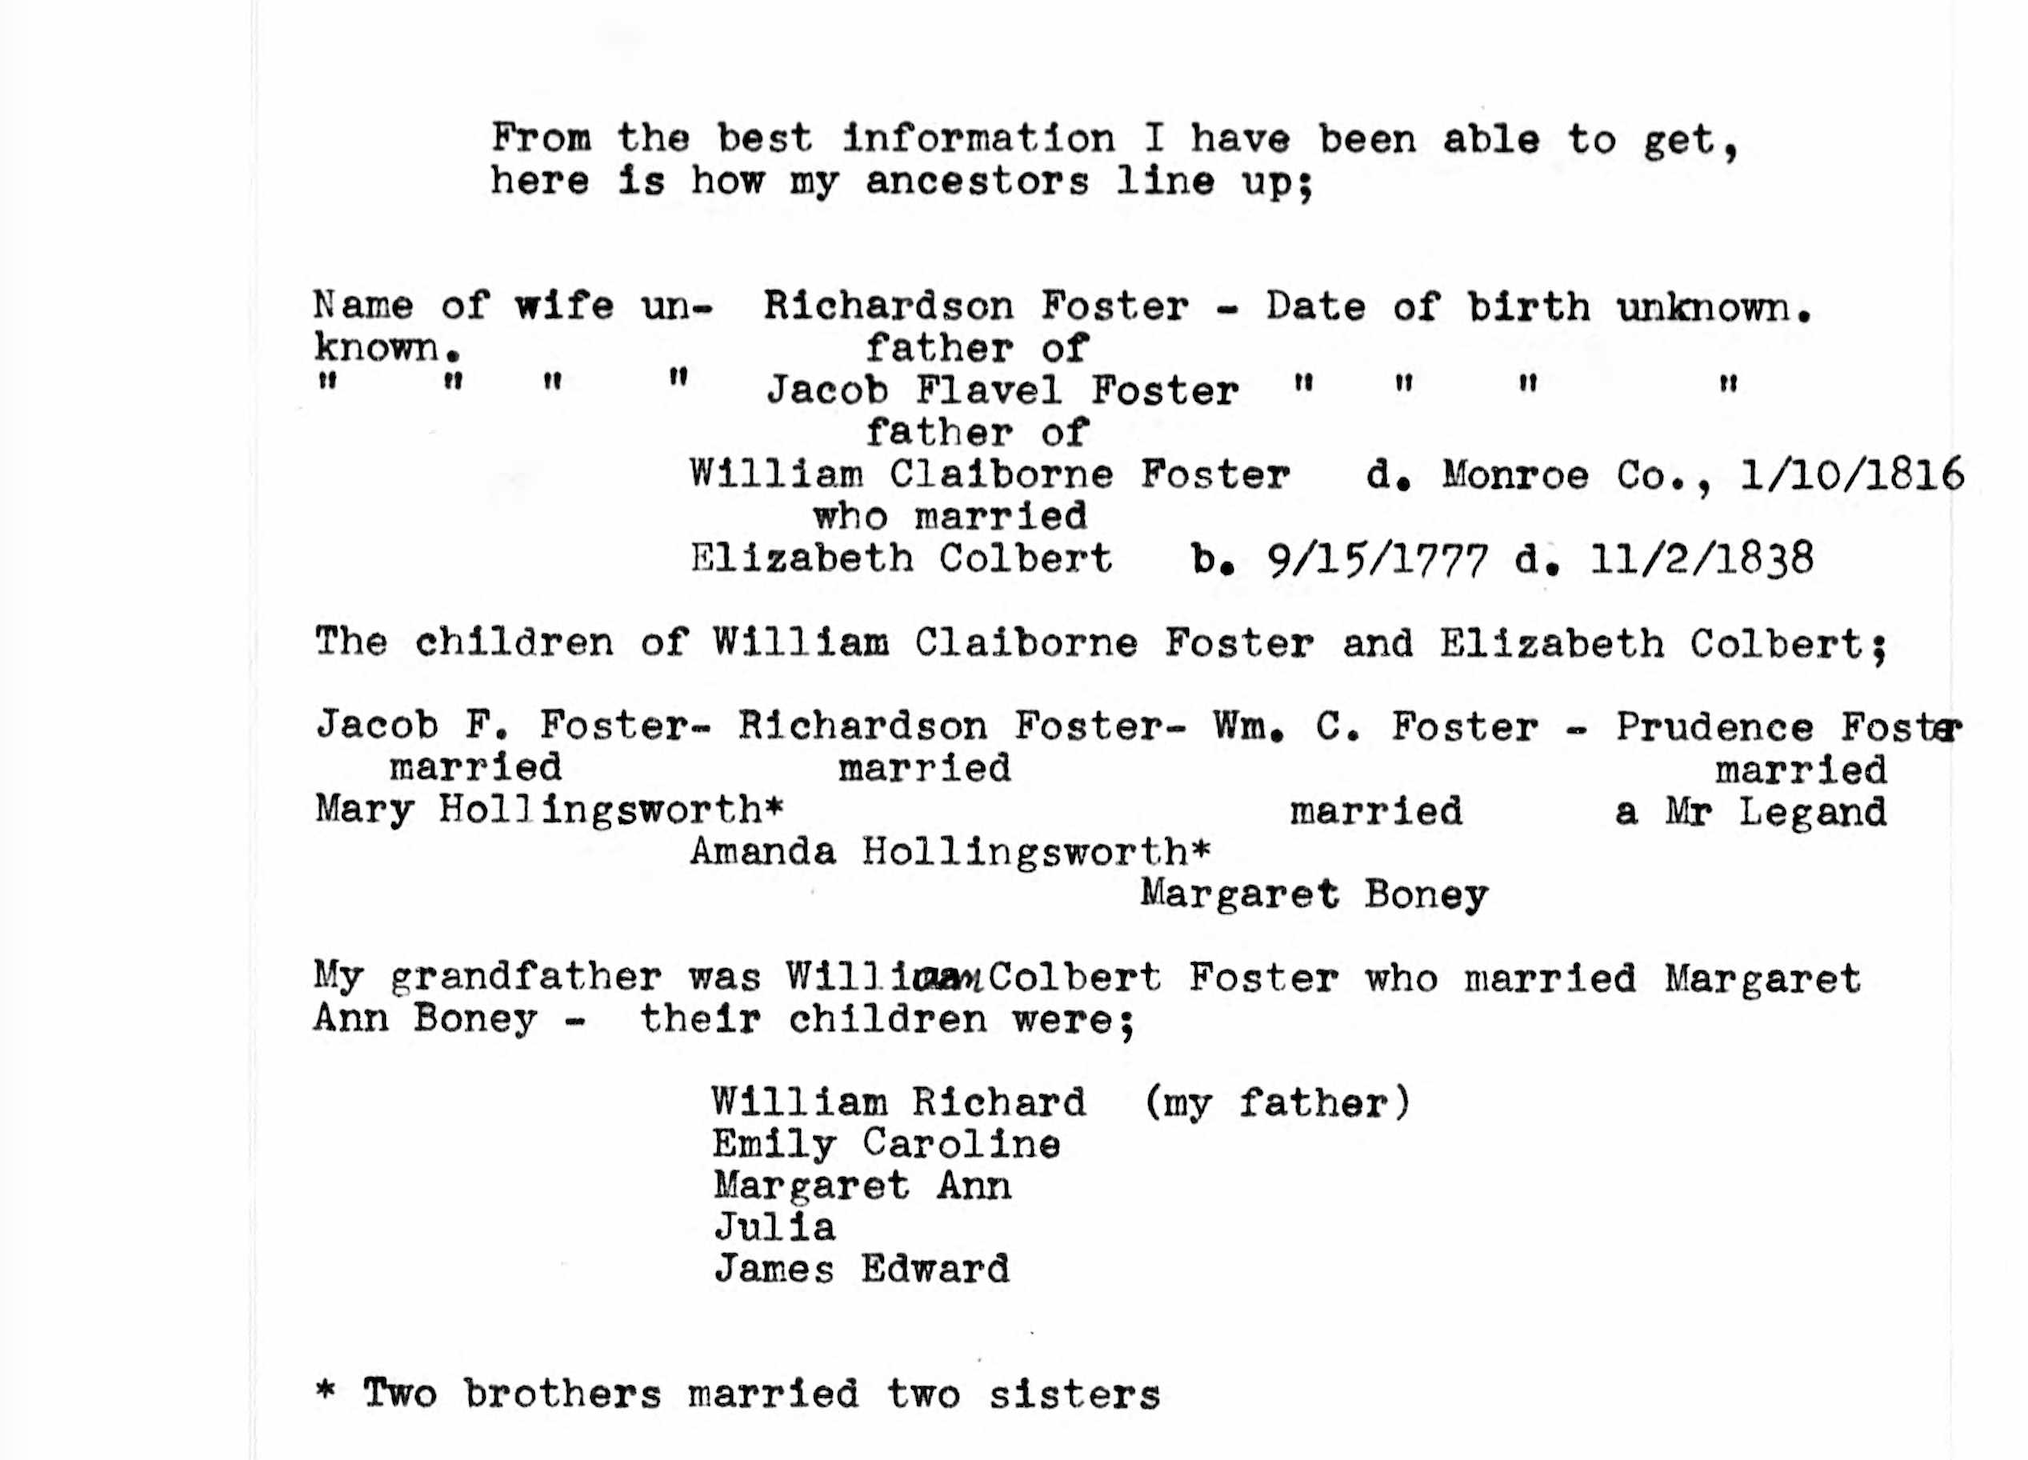 From the best information I have been able to get,
here is how my ancestors line up;
Name of wife un-  Richardson Foster - Date of birth unknown.
known.                father of
"    "    "    "   Jacob Flavel Foster  "   "    "       "
father of
William Claiborne Foster   d. Monroe Co., 1/10/1816
who married
Elizabeth Colbert   b. 9/15/1777 d. 11/2/1838
The children of William Claiborne Foster and Elizabeth Colbert;
Jacob F. Foster- Richardson Foster- Wm. C. Foster - Prudence Foster
married           married                            married
Mary Hollingsworth*                    married      a Mr Legand
Amanda Hollingsworth*
Margaret Boney
My grandfather was William Colbert Foster who married Margaret
Ann Boney -  their children were;
William Richard  (my father)
Emily Caroline
Margaret Ann
Julia
James Edward
* Two brothers married two sisters